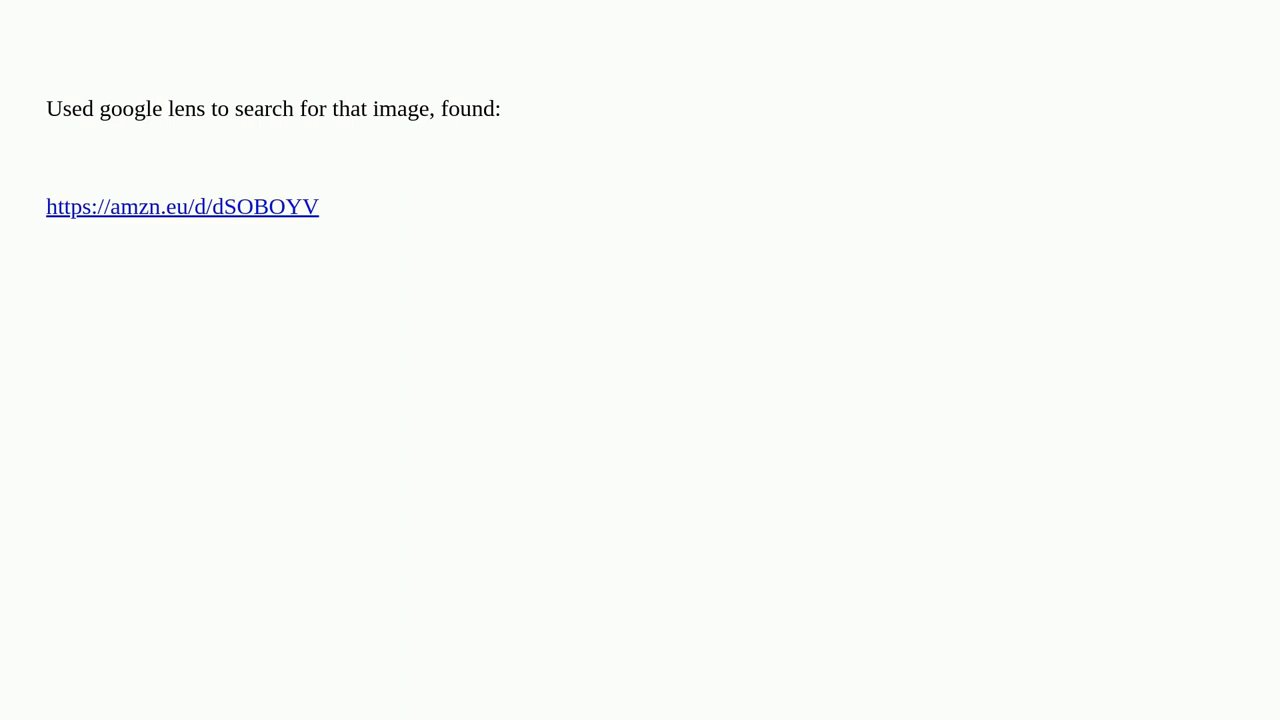 Used google lens to search for that image, found:
https://amzn.eu/d/dSOBOYV